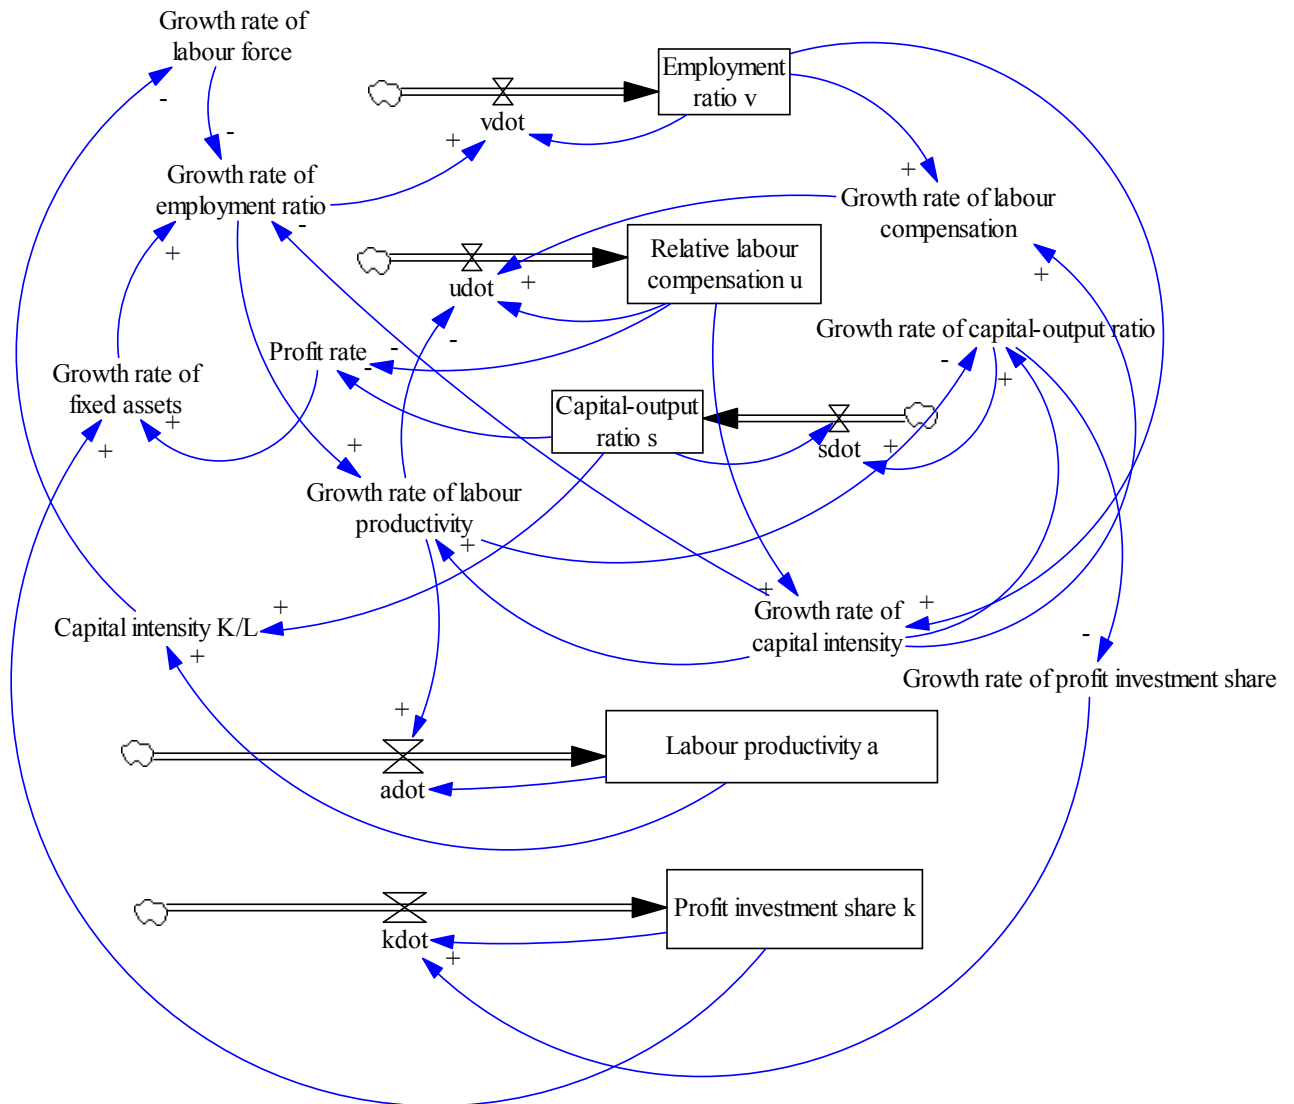 Growth rate of
labour force
-
-
Employment
ratio v
vdot
+
Growth rate of
employment ratio
-
+
+
Growth rate of labour
compensation
+
Relative labour
compensation u
udot
+
-
Growth rate of capital-output ratio
-
+
Profit rate
-
-
Growth rate of
fixed assets
+
+
Capital-output
ratio s
sdot
+
+
Growth rate of labour
productivity
+
Capital intensity K/L
+
+
+
Growth rate of
capital intensity
+
-
Growth rate of profit investment share
+
Labour productivity a
adot
Profit investment share k
kdot
+